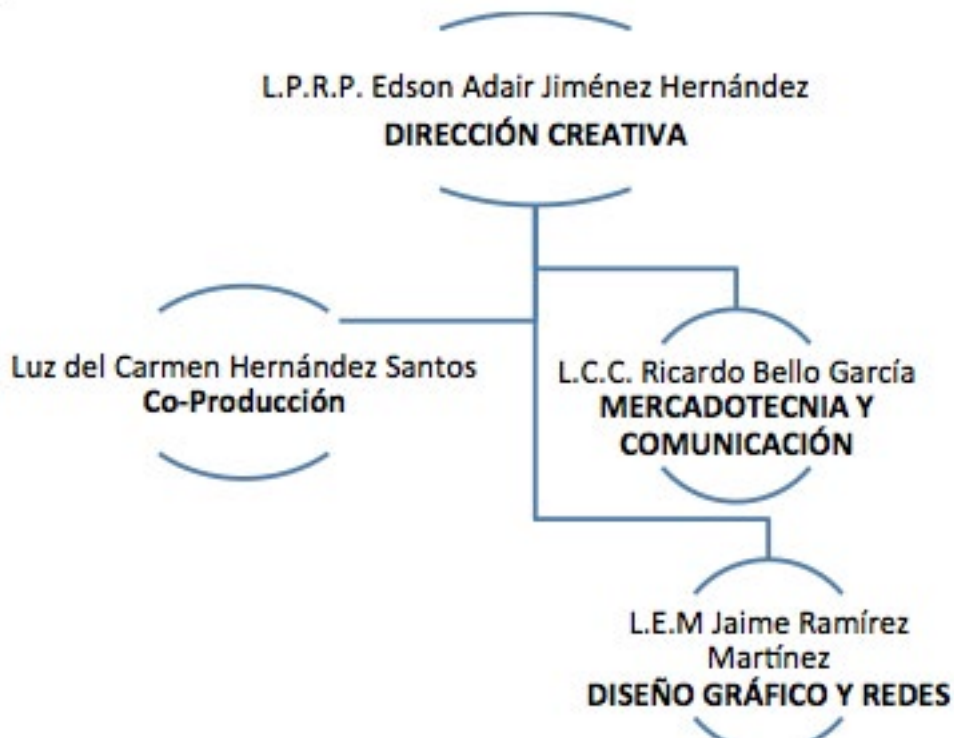 L.P.R.P. Edson Adair Jiménez Hernández
DIRECCIÓN CREATIVA
Luz del Carmen Hernández Santos
Co-Producción
L.C.C. Ricardo Bello García
MERCADOTECNIA Y
COMUNICACIÓN
L.E.M Jaime Ramírez
Martínez
DISEÑO GRÁFICO Y REDES